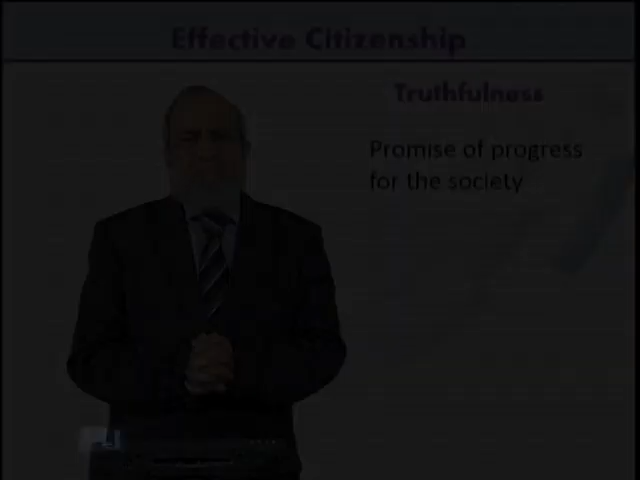 Effective Citizenship
Truthfulness
Promise of progress
for the society